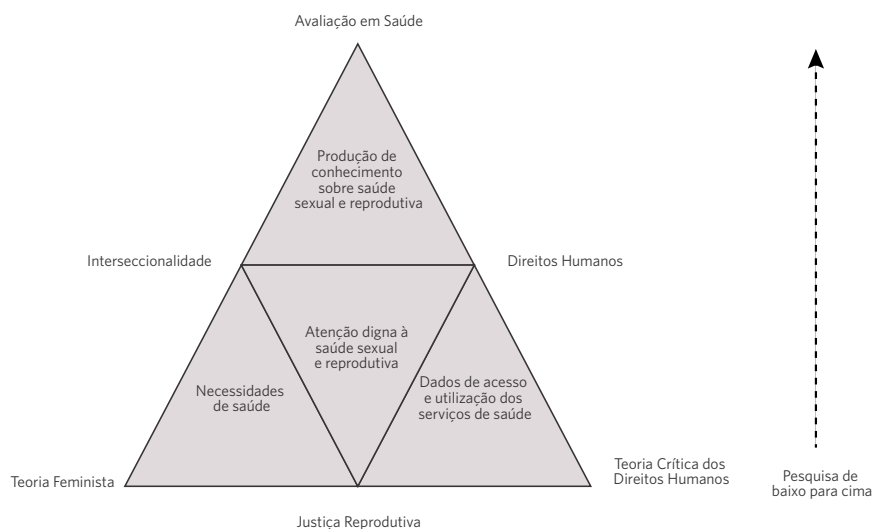 Avaliação em Saúde
Produção de
conhecimento
sobre saúde
sexual e reprodutiva
Interseccionalidade
Direitos Humanos
Atenção digna à
saúde sexual
e reprodutiva
Necessidades
de saúde
Dados de acesso
e utilização dos
serviços de saúde
Teoria Feminista
Teoria Crítica dos
Direitos Humanos
Justiça Reprodutiva
Pesquisa de
baixo para cima